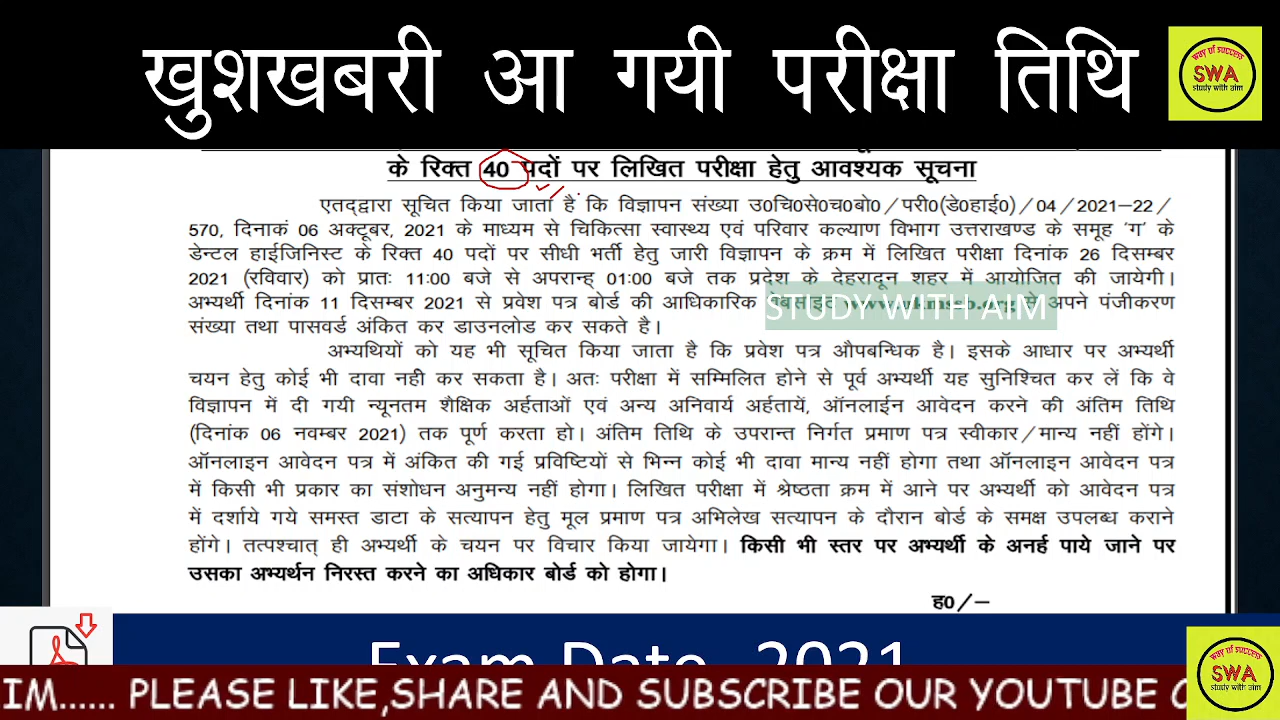 खुशखबरी आ गयी परीक्षा तिथि
way of success
SWA
study with aim
के रिक्त 40 पदों पर लिखित परीक्षा हेतु आवश्यक सूचना
एतद्द्वारा सूचित किया जाता है कि विज्ञापन संख्या उ0चि0से0च0बो0/परी0(डे0हाई0)/04/2021-22/
570, दिनाकं 06 अक्टूबर, 2021 के माध्यम से चिकित्सा स्वास्थ्य एवं परिवार कल्याण विभाग उत्तराखण्ड के समूह ‘ग’ के
डेन्टल हाईजिनिस्ट के रिक्त 40 पदों पर सीधी भर्ती हेतु जारी विज्ञापन के क्रम में लिखित परीक्षा दिनांक 26 दिसम्बर
2021 (रविवार) को प्रातः 11:00 बजे से अपरान्ह् 01:00 बजे तक प्रदेश के देहरादून शहर में आयोजित की जायेगी।
अभ्यर्थी दिनांक 11 दिसम्बर 2021 से प्रवेश पत्र बोर्ड की आधिकारिक से अपने पंजीकरण
STUDY WITH AIM
संख्या तथा पासवर्ड अंकित कर डाउनलोड कर सकते है।
अभ्यथियों को यह भी सूचित किया जाता है कि प्रवेश पत्र औपबन्धिक है। इसके आधार पर अभ्यर्थी
चयन हेतु कोई भी दावा नही कर सकता है। अतः परीक्षा में सम्मिलित होने से पूर्व अभ्यर्थी यह सुनिश्चित कर लें कि वे
विज्ञापन में दी गयी न्यूनतम शैक्षिक अर्हताओं एवं अन्य अनिवार्य अर्हतायें, ऑनलाईन आवेदन करने की अंतिम तिथि
(दिनांक 06 नवम्बर 2021) तक पूर्ण करता हो। अंतिम तिथि के उपरान्त निर्गत प्रमाण पत्र स्वीकार/मान्य नहीं होंगे।
ऑनलाइन आवेदन पत्र में अंकित की गई प्रविष्टियों से भिन्न कोई भी दावा मान्य नहीं होगा तथा ऑनलाइन आवेदन पत्र
में किसी भी प्रकार का संशोधन अनुमन्य नहीं होगा। लिखित परीक्षा में श्रेष्ठता क्रम में आने पर अभ्यर्थी को आवेदन पत्र
में दर्शाये गये समस्त डाटा के सत्यापन हेतु मूल प्रमाण पत्र अभिलेख सत्यापन के दौरान बोर्ड के समक्ष उपलब्ध कराने
होंगे। तत्पश्चात् ही अभ्यर्थी के चयन पर विचार किया जायेगा। किसी भी स्तर पर अभ्यर्थी के अनर्ह पाये जाने पर
उसका अभ्यर्थन निरस्त करने का अधिकार बोर्ड को होगा।
ह0/-
Exam Date 2021
IM...... PLEASE LIKE,SHARE AND SUBSCRIBE OUR YOUTUBE
way of success
SWA
study with aim